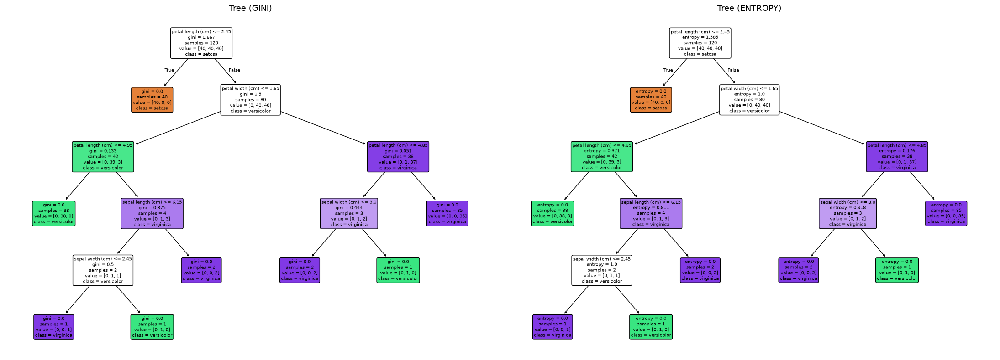 Tree (GINI)
petal length (cm) <= 2.45
gini = 0.667
samples = 120
value = [40, 40, 40]
class = setosa
True
False
gini = 0.0
samples = 40
value = [40, 0, 0]
class = setosa
petal width (cm) <= 1.65
gini = 0.5
samples = 80
value = [0, 40, 40]
class = versicolor
petal length (cm) <= 4.95
gini = 0.133
samples = 42
value = [0, 39, 3]
class = versicolor
petal length (cm) <= 4.85
gini = 0.051
samples = 38
value = [0, 1, 37]
class = virginica
gini = 0.0
samples = 38
value = [0, 38, 0]
class = versicolor
sepal length (cm) <= 6.15
gini = 0.375
samples = 4
value = [0, 1, 3]
class = virginica
sepal width (cm) <= 3.0
gini = 0.444
samples = 3
value = [0, 1, 2]
class = virginica
gini = 0.0
samples = 35
value = [0, 0, 35]
class = virginica
sepal width (cm) <= 2.45
gini = 0.5
samples = 2
value = [0, 1, 1]
class = versicolor
gini = 0.0
samples = 2
value = [0, 0, 2]
class = virginica
gini = 0.0
samples = 2
value = [0, 0, 2]
class = virginica
gini = 0.0
samples = 1
value = [0, 1, 0]
class = versicolor
gini = 0.0
samples = 1
value = [0, 0, 1]
class = virginica
gini = 0.0
samples = 1
value = [0, 1, 0]
class = versicolor
Tree (ENTROPY)
petal length (cm) <= 2.45
entropy = 1.585
samples = 120
value = [40, 40, 40]
class = setosa
True
False
entropy = 0.0
samples = 40
value = [40, 0, 0]
class = setosa
petal width (cm) <= 1.65
entropy = 1.0
samples = 80
value = [0, 40, 40]
class = versicolor
petal length (cm) <= 4.95
entropy = 0.371
samples = 42
value = [0, 39, 3]
class = versicolor
petal length (cm) <= 4.85
entropy = 0.176
samples = 38
value = [0, 1, 37]
class = virginica
entropy = 0.0
samples = 38
value = [0, 38, 0]
class = versicolor
sepal length (cm) <= 6.15
entropy = 0.811
samples = 4
value = [0, 1, 3]
class = virginica
sepal width (cm) <= 3.0
entropy = 0.918
samples = 3
value = [0, 1, 2]
class = virginica
entropy = 0.0
samples = 35
value = [0, 0, 35]
class = virginica
sepal width (cm) <= 2.45
entropy = 1.0
samples = 2
value = [0, 1, 1]
class = versicolor
entropy = 0.0
samples = 2
value = [0, 0, 2]
class = virginica
entropy = 0.0
samples = 2
value = [0, 0, 2]
class = virginica
entropy = 0.0
samples = 1
value = [0, 1, 0]
class = versicolor
entropy = 0.0
samples = 1
value = [0, 0, 1]
class = virginica
entropy = 0.0
samples = 1
value = [0, 1, 0]
class = versicolor